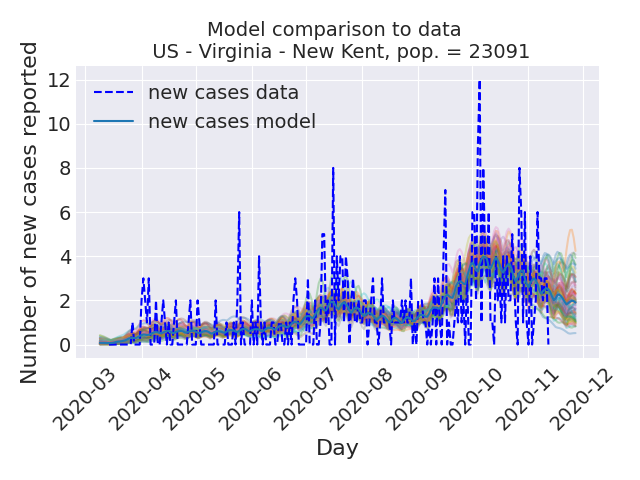 Model comparison to data
US - Virginia - New Kent, pop. = 23091
Number of new cases reported
12
10
8
6
4
2
0
new cases data
new cases model
2020-03
2020-04
2020-05
2020-06
2020-07
2020-08
2020-09
2020-10
2020-11
2020-12
Day